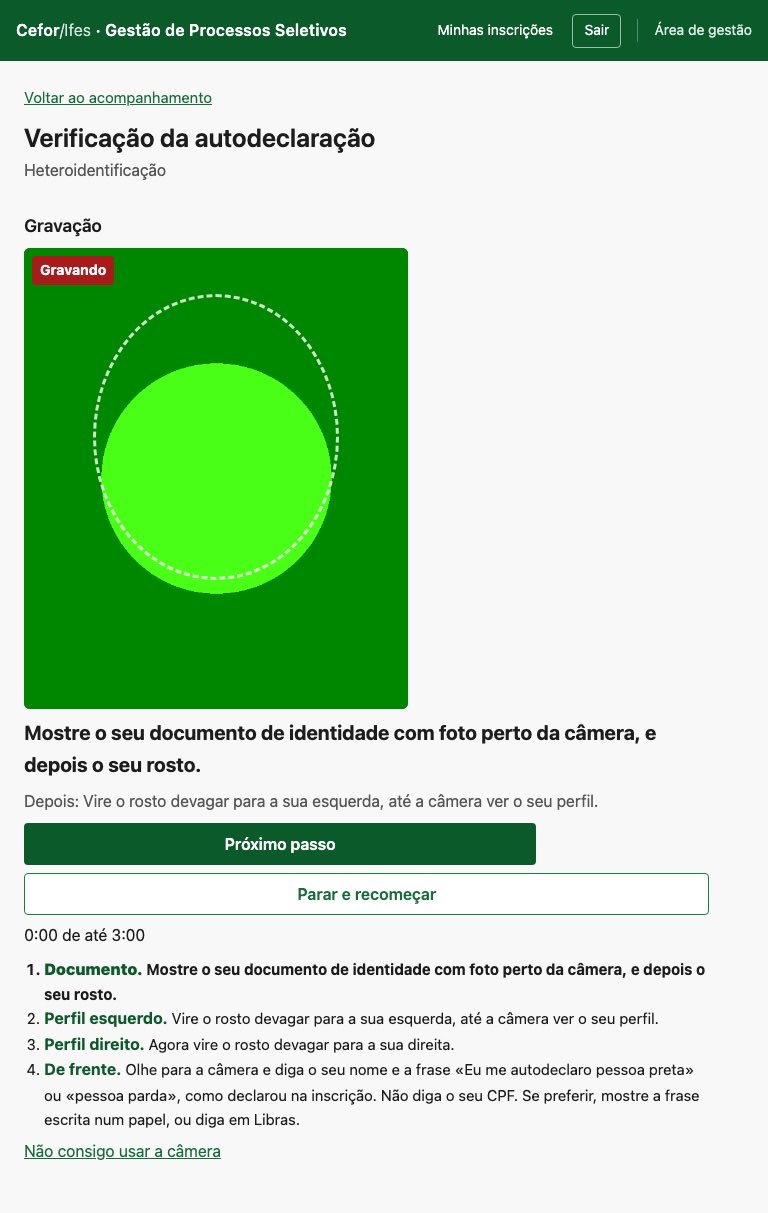 Cefor/Ifes · Gestão de Processos Seletivos Minhas inscrições Sair Área de gestão
Voltar ao acompanhamento
Verificação da autodeclaração
Heteroidentificação
Gravação
Gravando
Mostre o seu documento de identidade com foto perto da câmera, e
depois o seu rosto.
Depois: Vire o rosto devagar para a sua esquerda, até a câmera ver o seu perfil.
Próximo passo
Parar e recomeçar
0:00 de até 3:00
1. Documento. Mostre o seu documento de identidade com foto perto da câmera, e depois o
seu rosto.
2. Perfil esquerdo. Vire o rosto devagar para a sua esquerda, até a câmera ver o seu perfil.
3. Perfil direito. Agora vire o rosto devagar para a sua direita.
4. De frente. Olhe para a câmera e diga o seu nome e a frase «Eu me autodeclaro pessoa preta»
ou «pessoa parda», como declarou na inscrição. Não diga o seu CPF. Se preferir, mostre a frase
escrita num papel, ou diga em Libras.
Não consigo usar a câmera